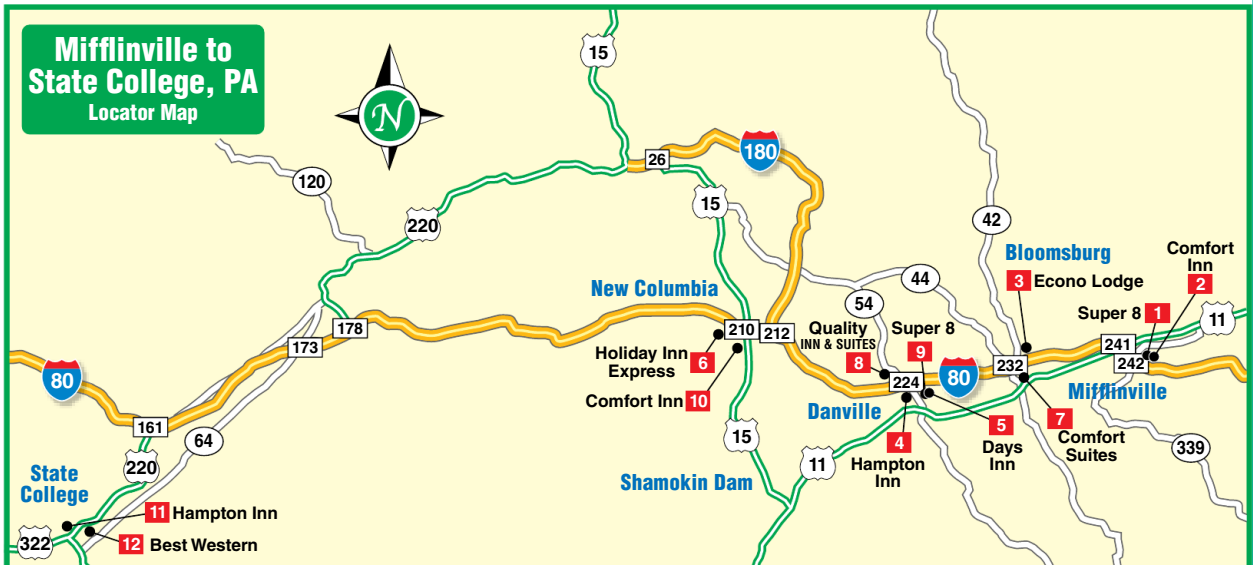 Mifflinville to
State College, PA
Locator Map
N
15
26
180
120
15
220
42
Bloomsburg
3 Econo Lodge
Comfort
Inn
2
44
54
New Columbia
Super 8 1
11
178
210
212
Quality
INN & SUITES
8
Super 8
9
241
173
Holiday Inn
Express
6
232
242
80
224
80
Mifflinville
Comfort Inn 10
Danville
161
4
Hampton
Inn
5
Days
Inn
7
Comfort
Suites
64
15
339
220
State
College
11
Shamokin Dam
11 Hampton Inn
322
12 Best Western